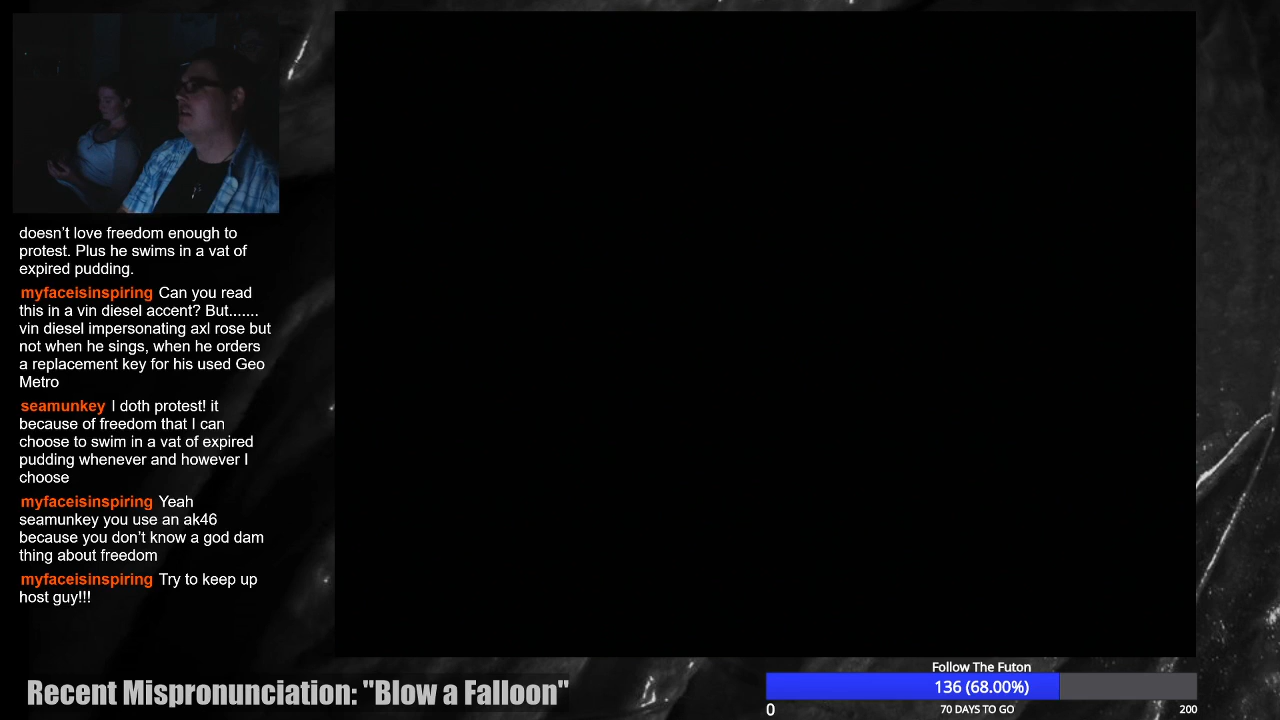 doesn’t love freedom enough to
protest. Plus he swims in a vat of
expired pudding.
myfaceisinspiring Can you read
this in a vin diesel accent? But.......
vin diesel impersonating axl rose but
not when he sings, when he orders
a replacement key for his used Geo
Metro
seamunkey I doth protest! it
because of freedom that I can
choose to swim in a vat of expired
pudding whenever and however I
choose
myfaceisinspiring Yeah
seamunkey you use an ak46
because you don’t know a god dam
thing about freedom
myfaceisinspiring Try to keep up
host guy!!!
Recent Mispronunciation: "Blow a Falloon"
Follow The Futon
136 (68.00%)
0 70 DAYS TO GO 200